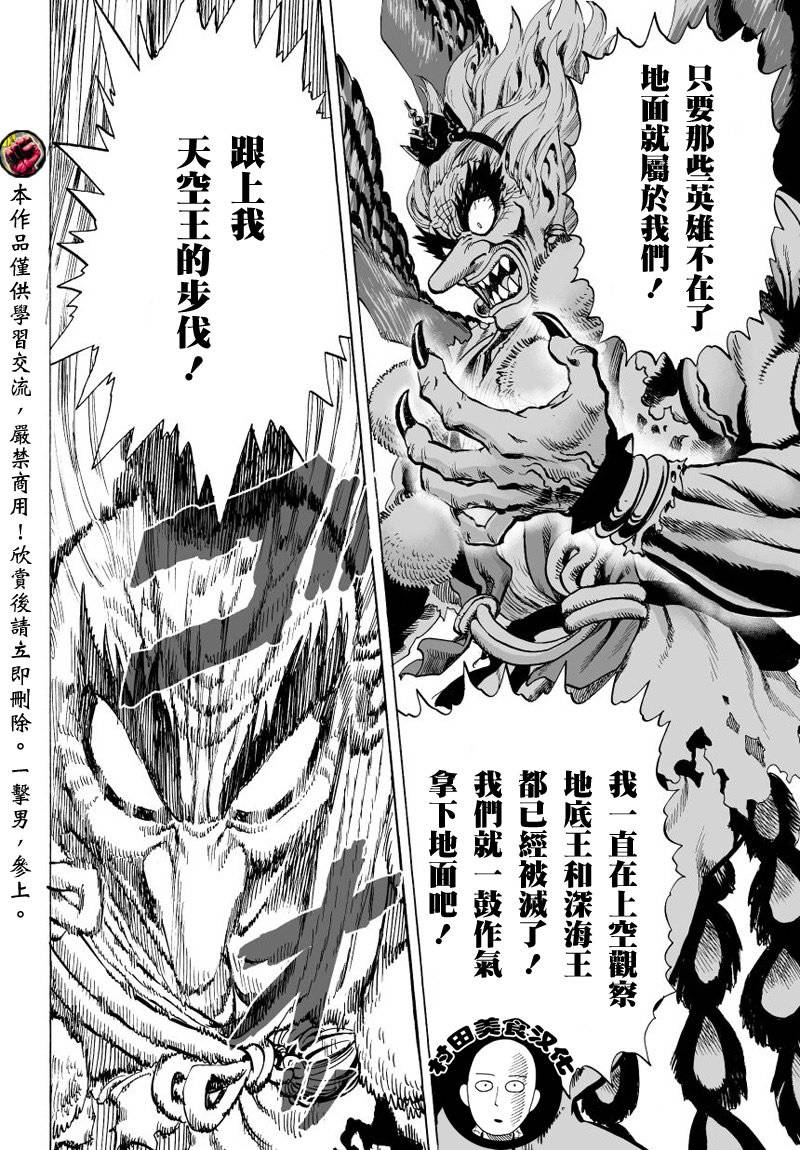 只要那些英雄不在了
地面就屬於我們！
我一直在上空觀察
地底王和深海王
都已經被滅了！
我們就一鼓作氣
拿下地面吧！
跟上我
天空王的步伐！
ゴ
オ
村田美食汉化
本作品僅供學習交流，嚴禁商用！欣賞後請立即刪除。一擊男，參上。